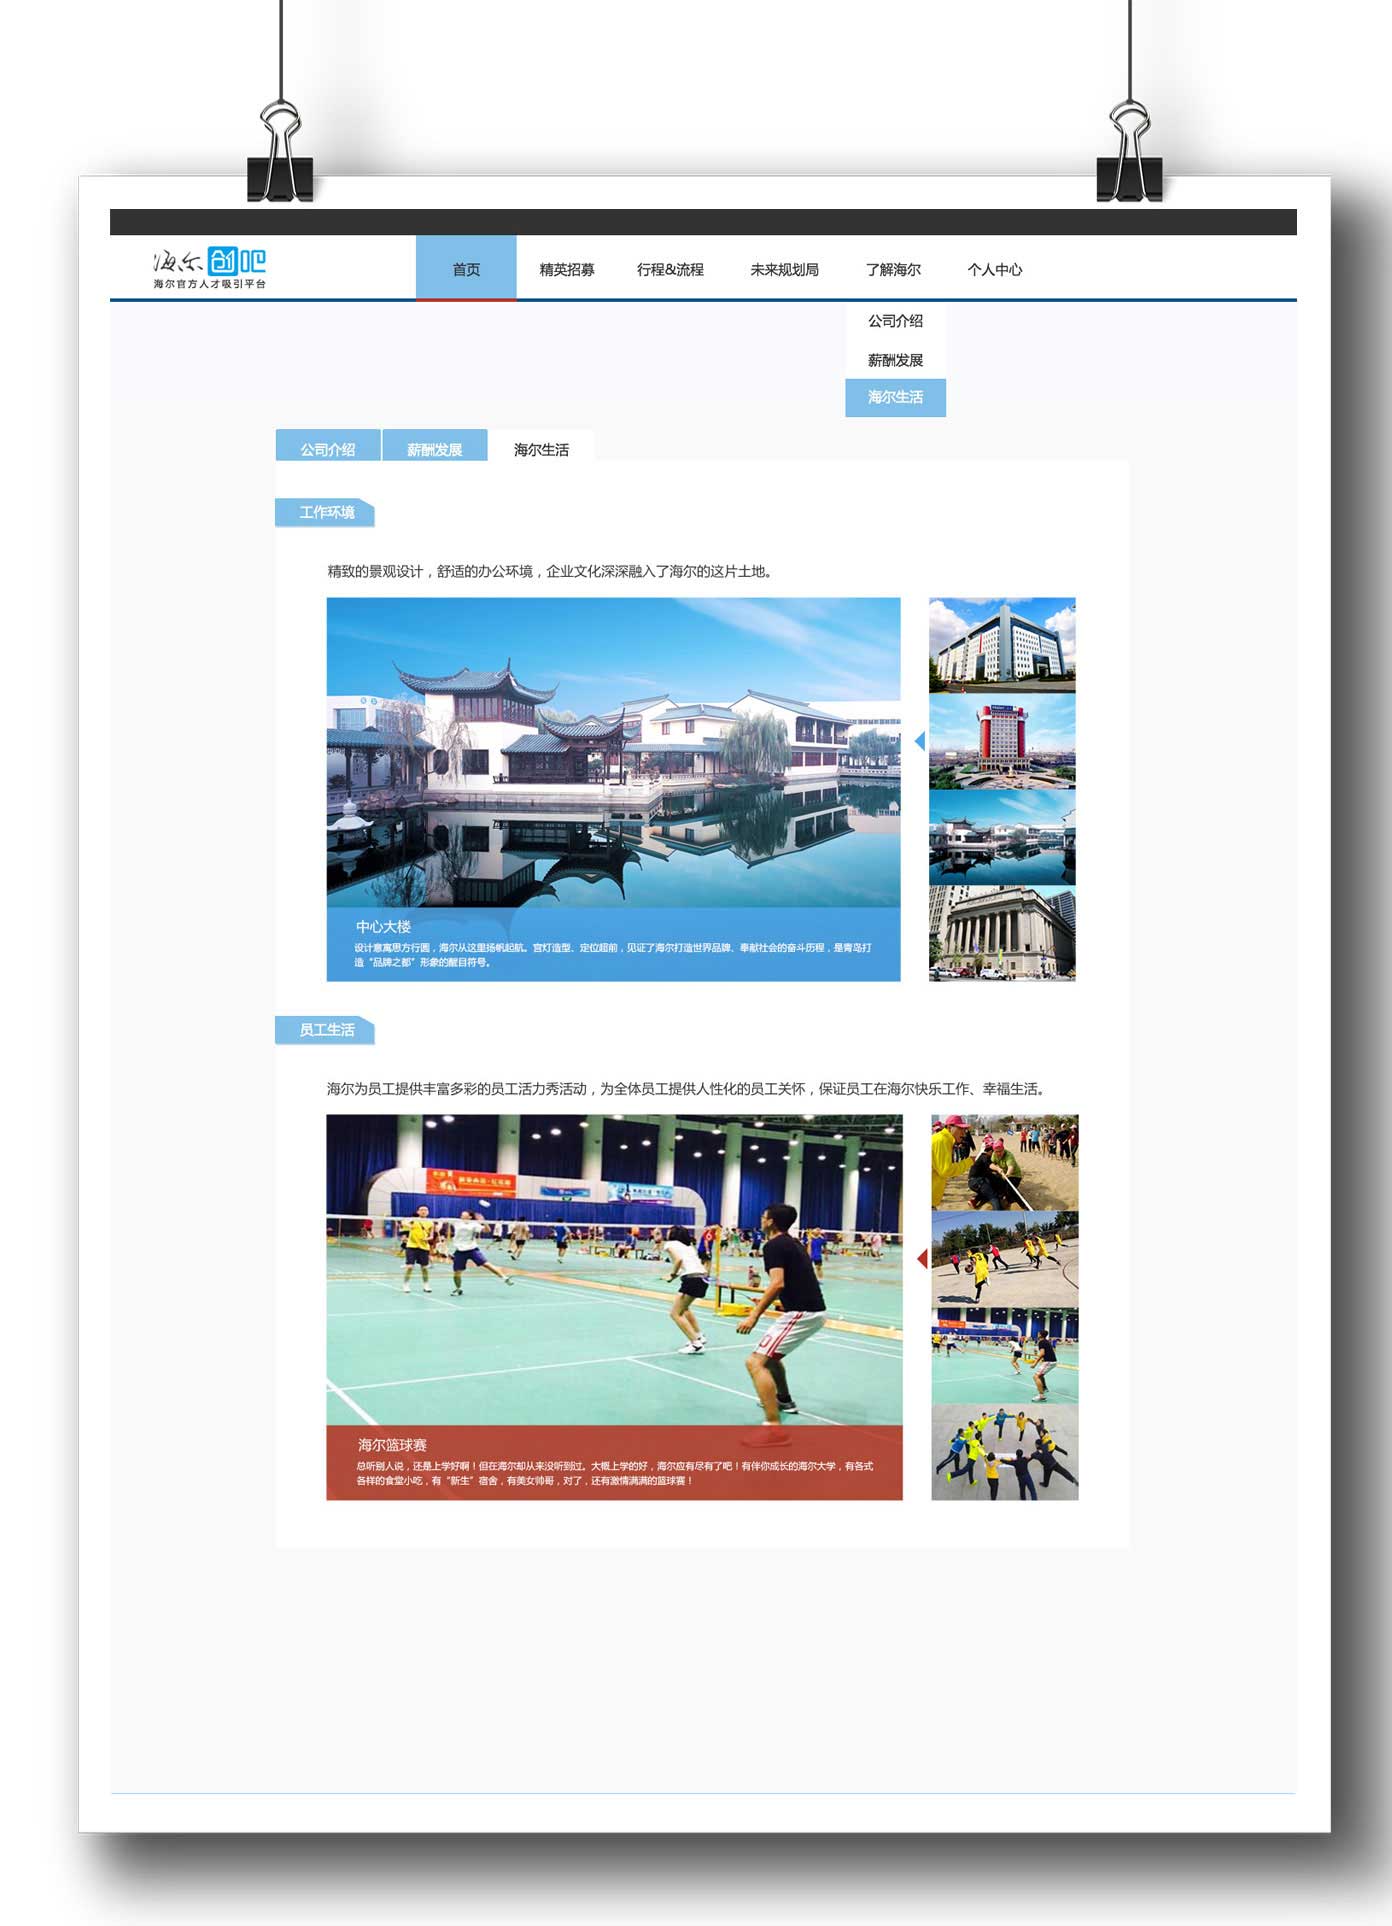 海尔创吧
海尔官方人才吸引平台
首页 精英招募 行程&流程 未来规划局 了解海尔 个人中心
公司介绍
薪酬发展
海尔生活
公司介绍 薪酬发展 海尔生活
工作环境
精致的景观设计，舒适的办公环境，企业文化深深融入了海尔的这片土地。
中心大楼
设计意寓思方行圆，海尔从这里扬帆起航。宫灯造型、定位超前，见证了海尔打造世界品牌、奉献社会的奋斗历程，是青岛打
造“品牌之都”形象的醒目符号。
员工生活
海尔为员工提供丰富多彩的员工活力秀活动，为全体员工提供人性化的员工关怀，保证员工在海尔快乐工作、幸福生活。
海尔篮球赛
总听别人说，还是上学好啊！但在海尔却从来没听到过。大概上学的好，海尔应有尽有了吧！有伴你成长的海尔大学，有各式
各样的食堂小吃，有“新生”宿舍，有美女帅哥，对了，还有激情满满的篮球赛！